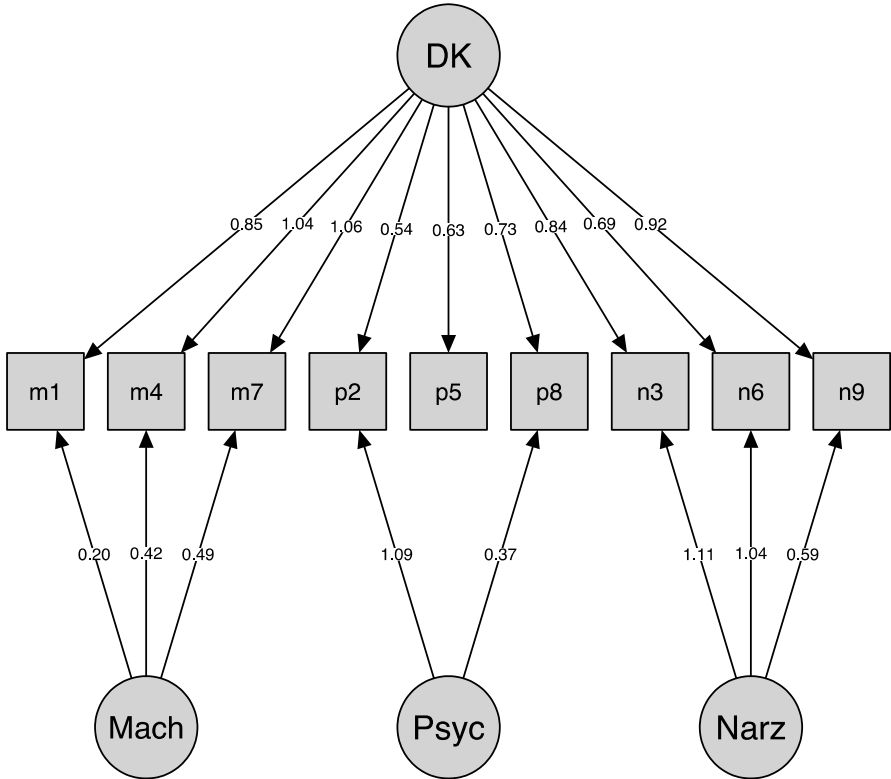 DK
0.85 1.04 1.06 0.54 0.63 0.73 0.84 0.69 0.92
m1 m4 m7 p2 p5 p8 n3 n6 n9
0.20 0.42 0.49 1.09 0.37 1.11 1.04 0.59
Mach Psyc Narz